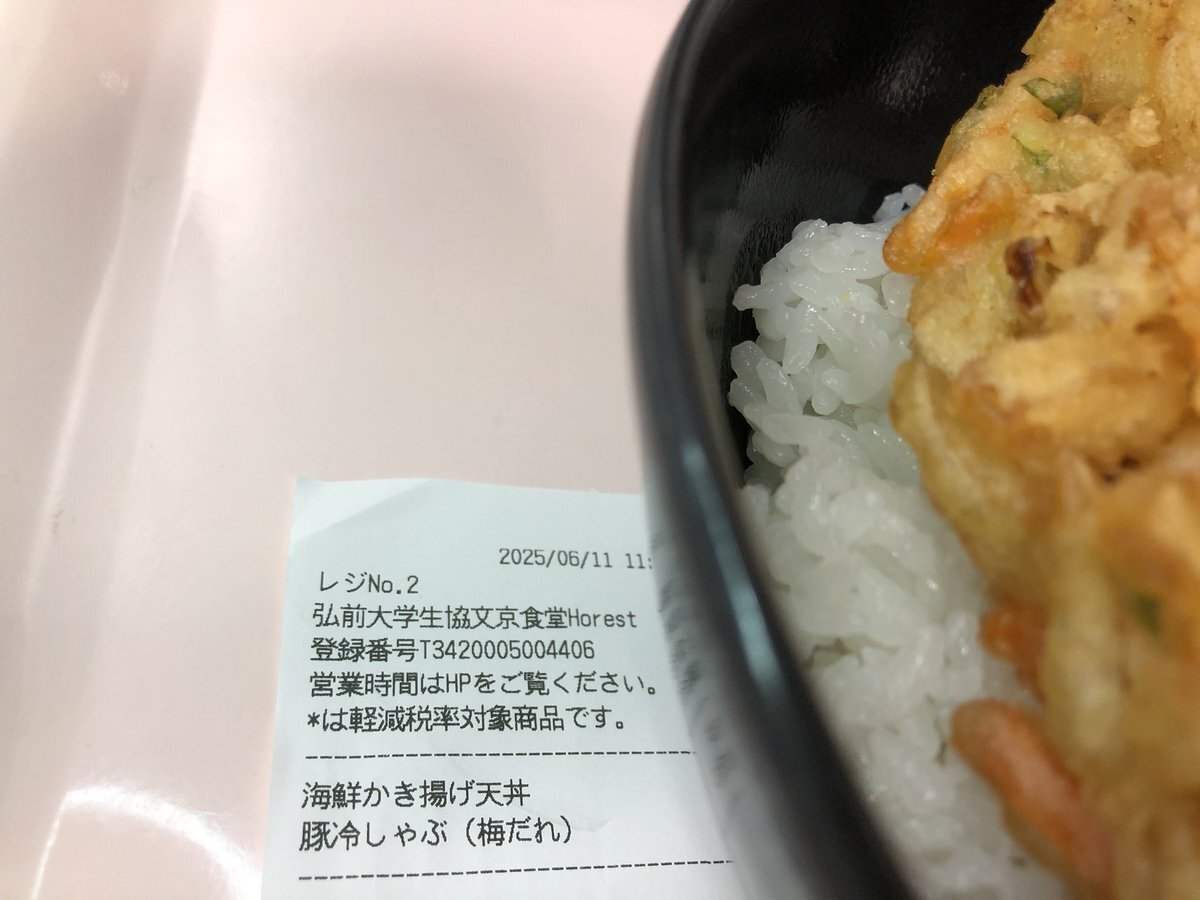 2025/06/11 11:
レジNo.2
弘前大学生協文京食堂Horest
登録番号T3420005004406
営業時間はHPをご覧ください。
*は軽減税率対象商品です。
海鮮かき揚げ天丼
豚冷しゃぶ(梅だれ)